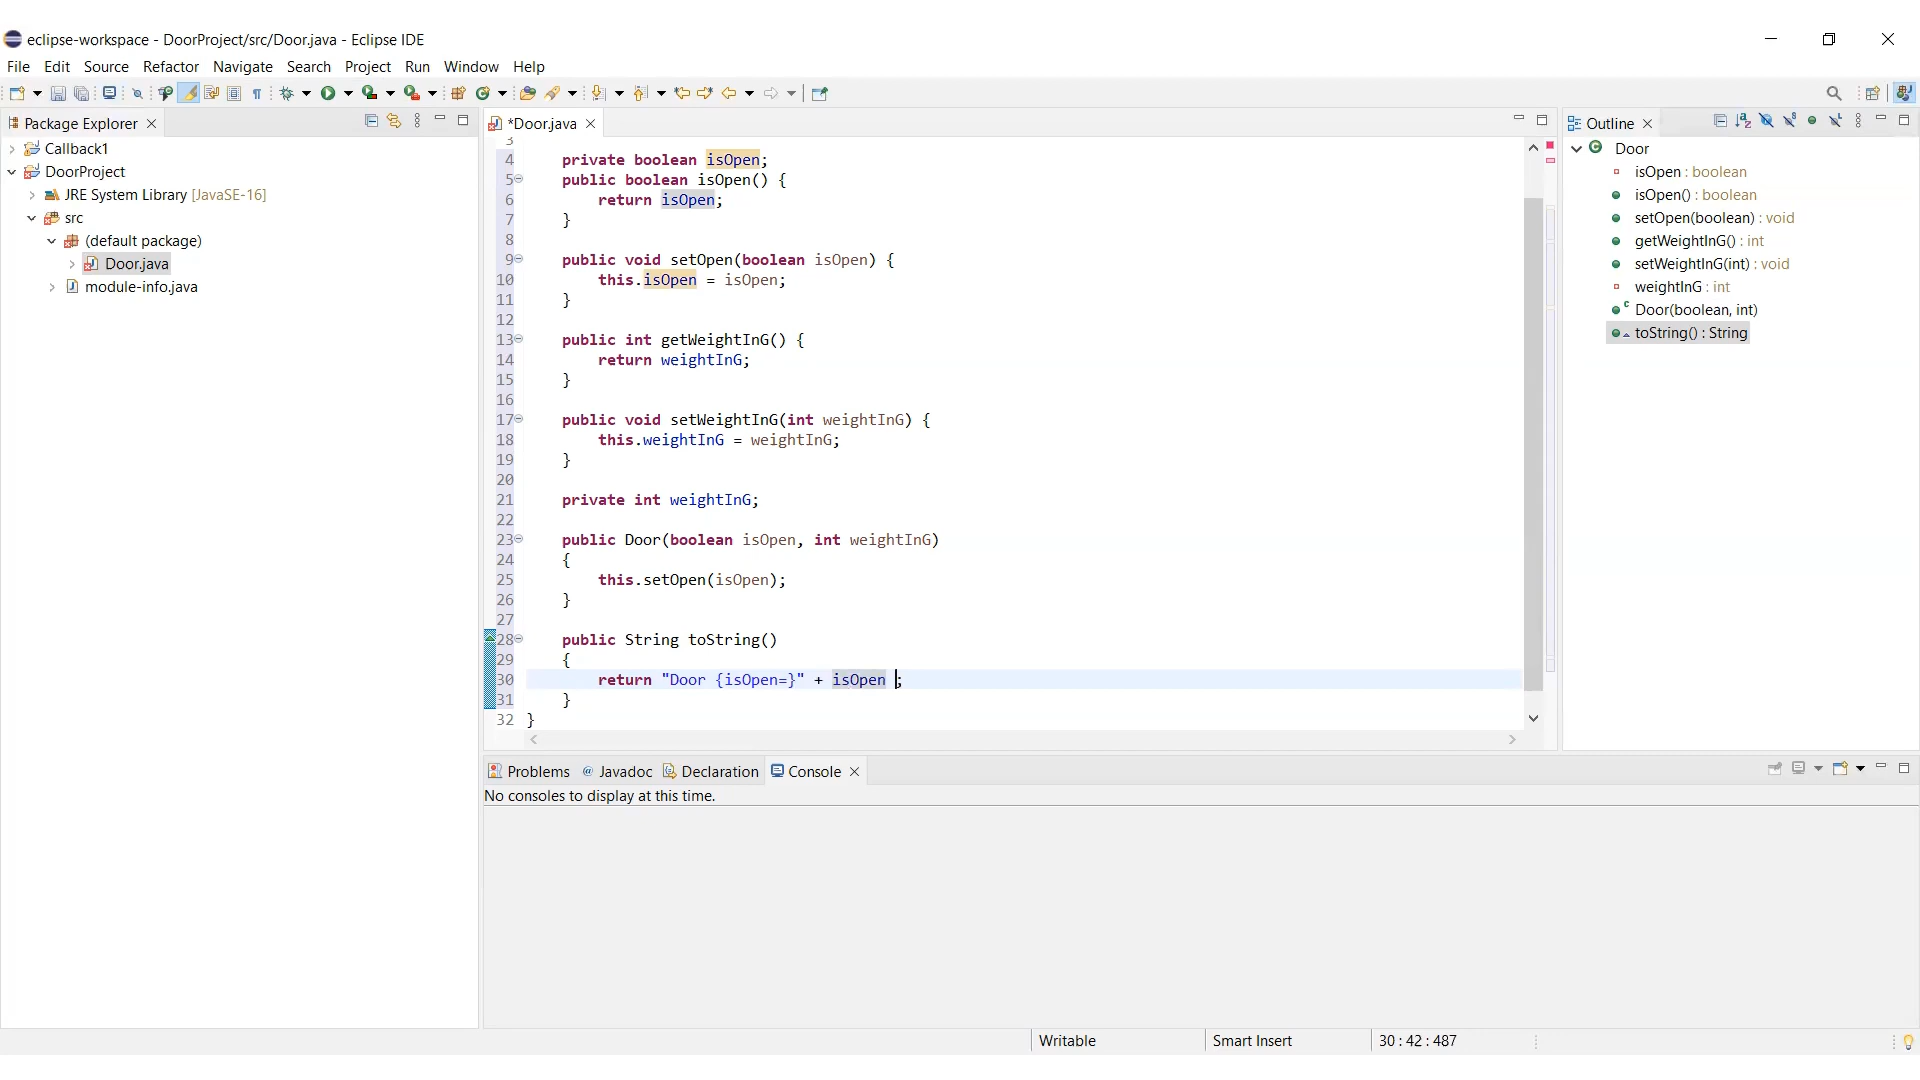 eclipse-workspace - DoorProject/src/Door.java - Eclipse IDE
File Edit Source Refactor Navigate Search Project Run Window Help
Package Explorer
Callback1
DoorProject
JRE System Library [JavaSE-16]
src
(default package)
Door.java
module-info.java
*Door.java
3
4 private boolean isOpen;
5 public boolean isOpen() {
6 return isOpen;
7 }
8
9 public void setOpen(boolean isOpen) {
10 this.isOpen = isOpen;
11 }
12
13 public int getWeightInG() {
14 return weightInG;
15 }
16
17 public void setWeightInG(int weightInG) {
18 this.weightInG = weightInG;
19 }
20
21 private int weightInG;
22
23 public Door(boolean isOpen, int weightInG)
24 {
25 this.setOpen(isOpen);
26 }
27
28 public String toString()
29 {
30 return "Door {isOpen=}" + isOpen ;
31 }
32 }
Outline
Door
isOpen : boolean
isOpen() : boolean
setOpen(boolean) : void
getWeightInG() : int
setWeightInG(int) : void
weightInG : int
Door(boolean, int)
toString() : String
Problems Javadoc Declaration Console
No consoles to display at this time.
Writable Smart Insert 30 : 42 : 487